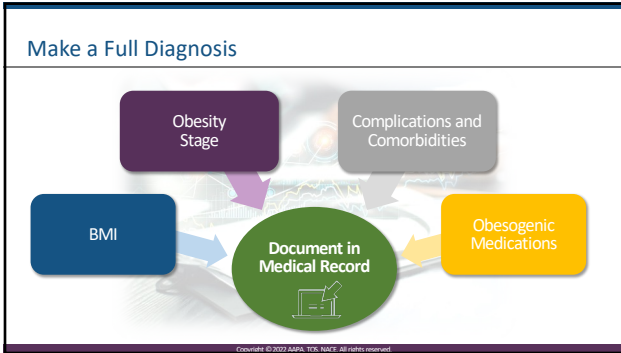 Make a Full Diagnosis
Obesity
Stage
Complications and
Comorbidities
BMI
Obesogenic
Medications
Document in
Medical Record
Copyright © 2022 AAPA, TOS, NACE. All rights reserved.